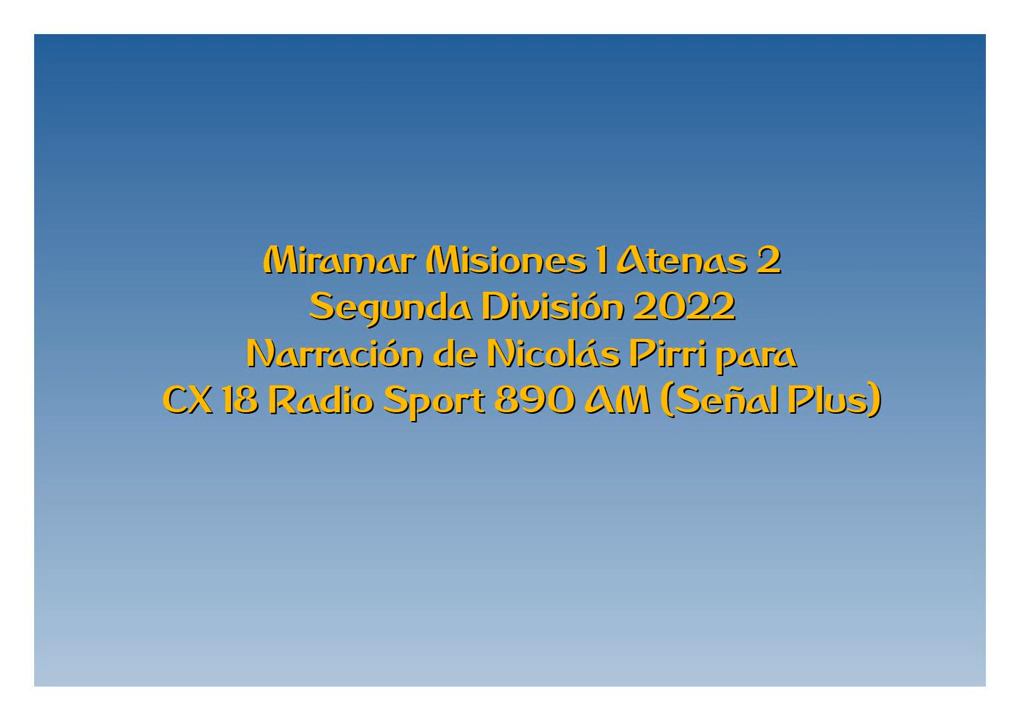 Miramar Misiones 1 Atenas 2
Segunda División 2022
Narración de Nicolás Pirri para
CX 18 Radio Sport 890 AM (Señal Plus)